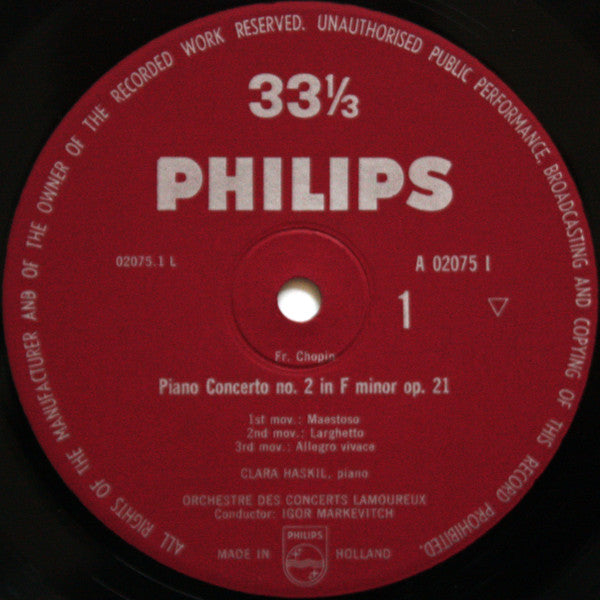 ALL RIGHTS OF THE MANUFACTURER AND OF THE OWNER OF THE RECORDED WORK RESERVED. UNAUTHORISED PUBLIC PERFORMANCE, BROADCASTING AND COPYING OF THIS RECORD PROHIBITED.
33⅓
PHILIPS
02075.1 L
A 02075 I
1
Fr. Chopin
Piano Concerto no. 2 in F minor op. 21
1st mov.: Maestoso
2nd mov.: Larghetto
3rd mov.: Allegro vivace
CLARA HASKIL, piano
ORCHESTRE DES CONCERTS LAMOUREUX
Conductor: IGOR MARKEVITCH
PHILIPS
MADE IN HOLLAND